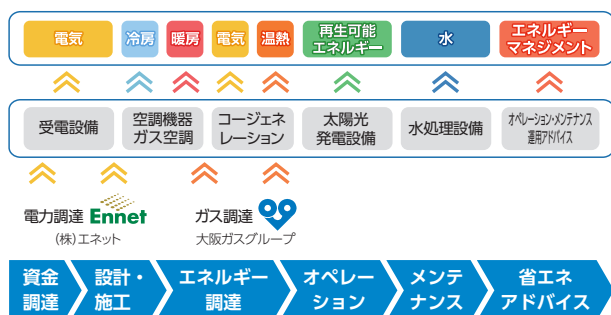 電気 冷房 暖房 電気 温熱 再生可能エネルギー 水 エネルギーマネジメント
受電設備 空調機器ガス空調 コージェネレーション 太陽光発電設備 水処理設備 オペレーション・メンテナンス運用アドバイス
電力調達 Ennet ガス調達
(株)エネット 大阪ガスグループ
資金調達 設計・施工 エネルギー調達 オペレーション メンテナンス 省エネアドバイス